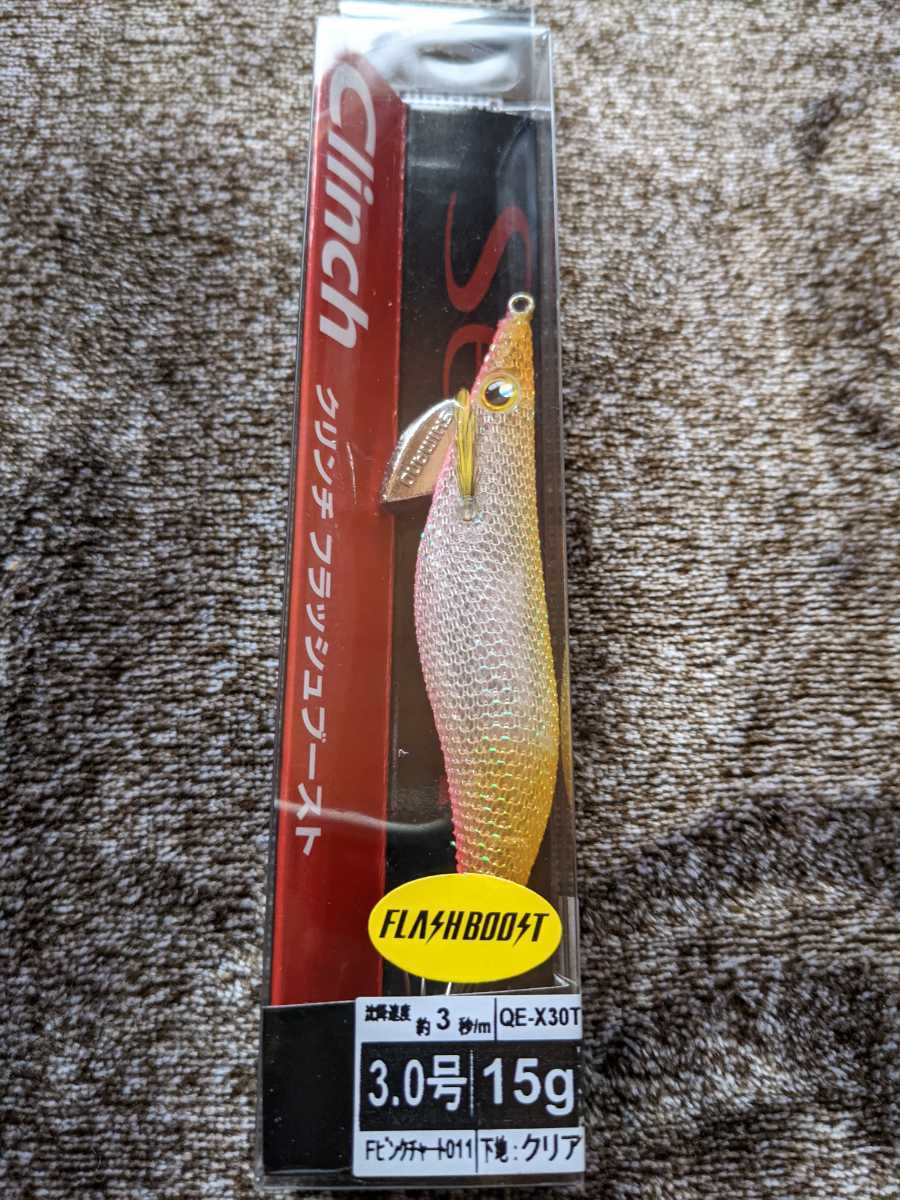 Clinch クリンチ フラッシュブースト
Se
SHIMANO
FLASHBOOST
沈降速度 約3秒/m QE-X30T
3.0号 15g
Fピンクチャート011 下地:クリア